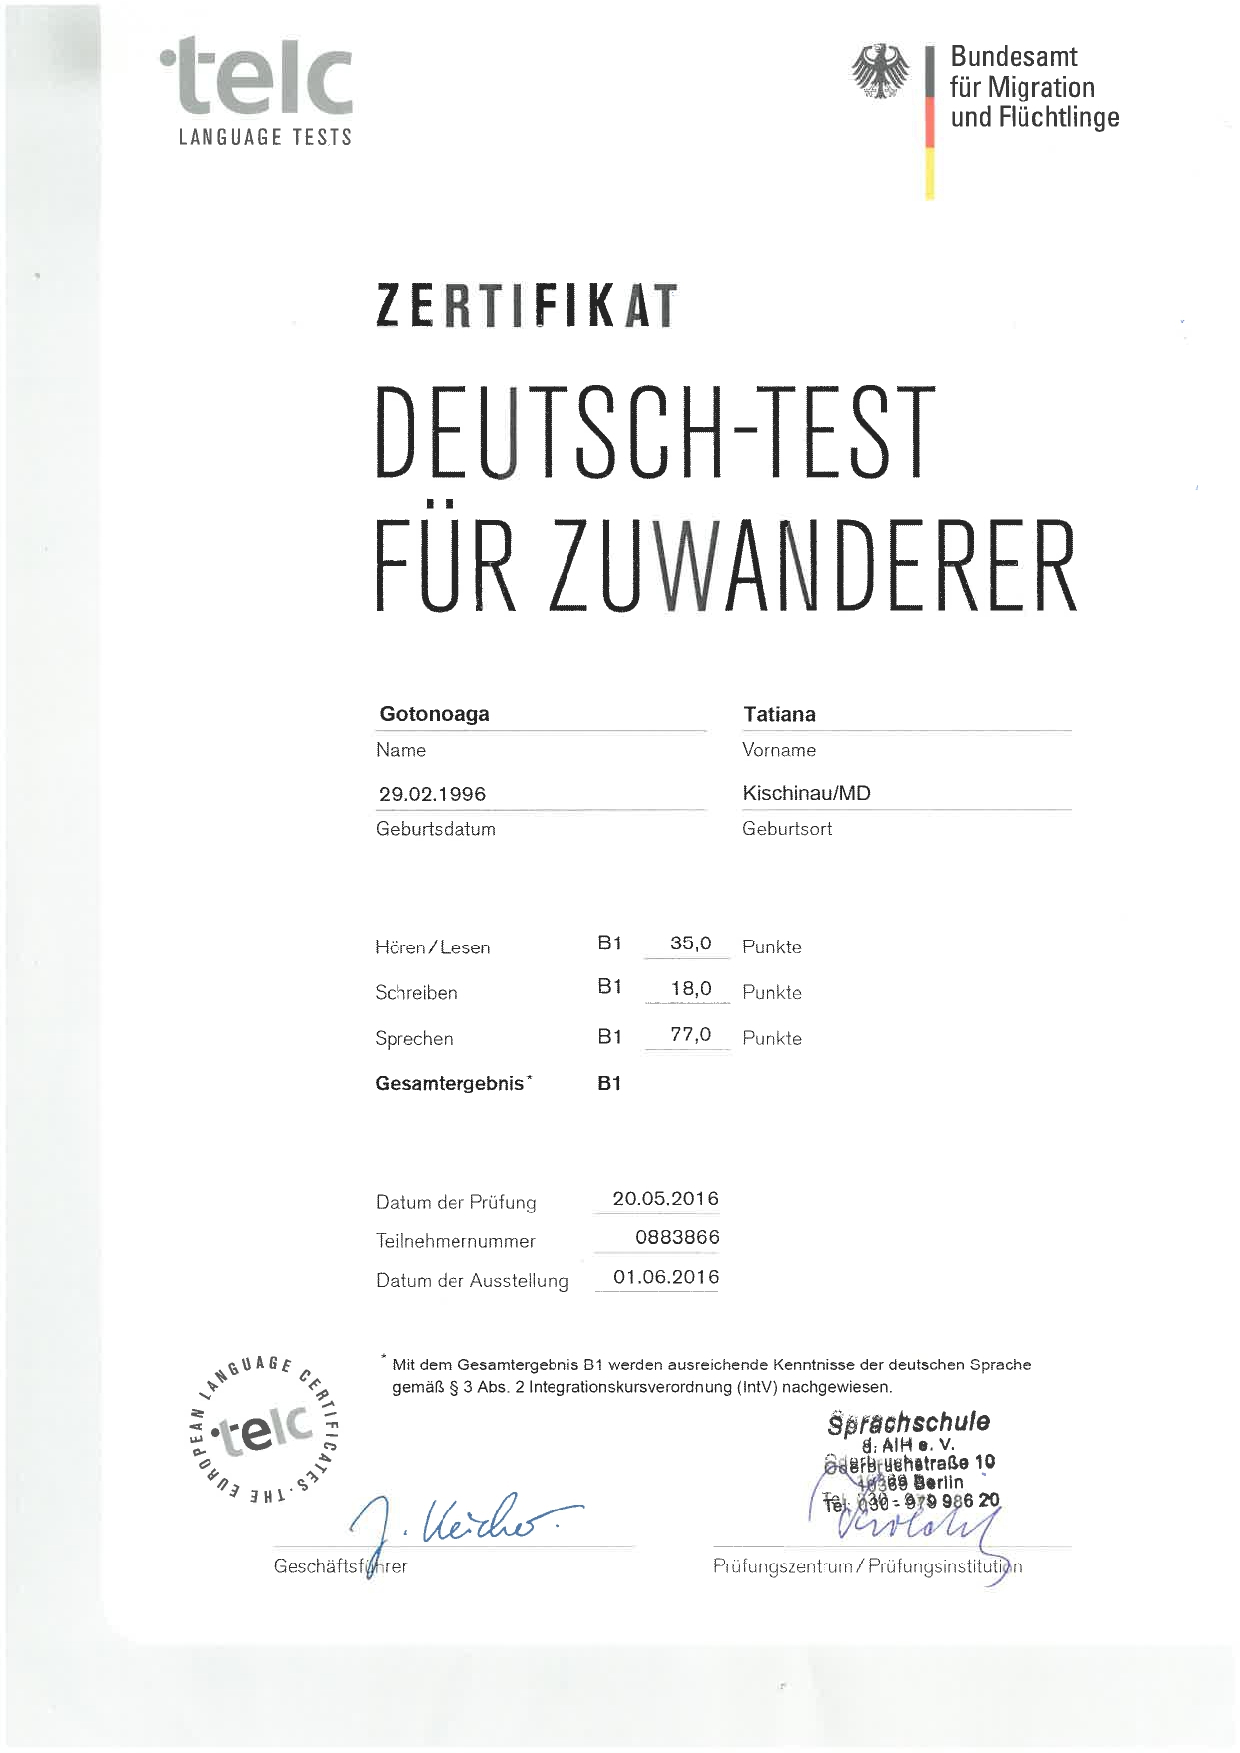 telc
LANGUAGE TESTS
Bundesamt
für Migration
und Flüchtlinge
ZERTIFIKAT
DEUTSCH-TEST
FÜR ZUWANDERER
Gotonoaga Tatiana
Name Vorname
29.02.1996 Kischinau/MD
Geburtsdatum Geburtsort
Hören/Lesen B1 35,0 Punkte
Schreiben B1 18,0 Punkte
Sprechen B1 77,0 Punkte
Gesamtergebnis* B1
Datum der Prüfung 20.05.2016
Teilnehmernummer 0883866
Datum der Ausstellung 01.06.2016
* Mit dem Gesamtergebnis B1 werden ausreichende Kenntnisse der deutschen Sprache
gemäß § 3 Abs. 2 Integrationskursverordnung (IntV) nachgewiesen.
THE EUROPEAN LANGUAGE CERTIFICATES
telc
Sprachschule
d. AIH e. V.
Oderbruchstraße 10
10369 Berlin
Tel: 030 - 979 986 20
Geschäftsführer
Prüfungszentrum/Prüfungsinstitution